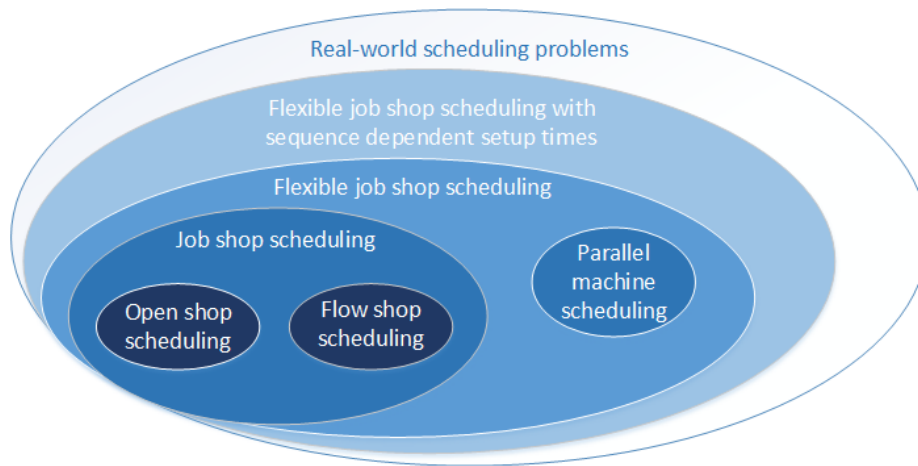 Real-world scheduling problems
Flexible job shop scheduling with
sequence dependent setup times
Flexible job shop scheduling
Job shop scheduling
Parallel
machine
scheduling
Open shop
scheduling
Flow shop
scheduling